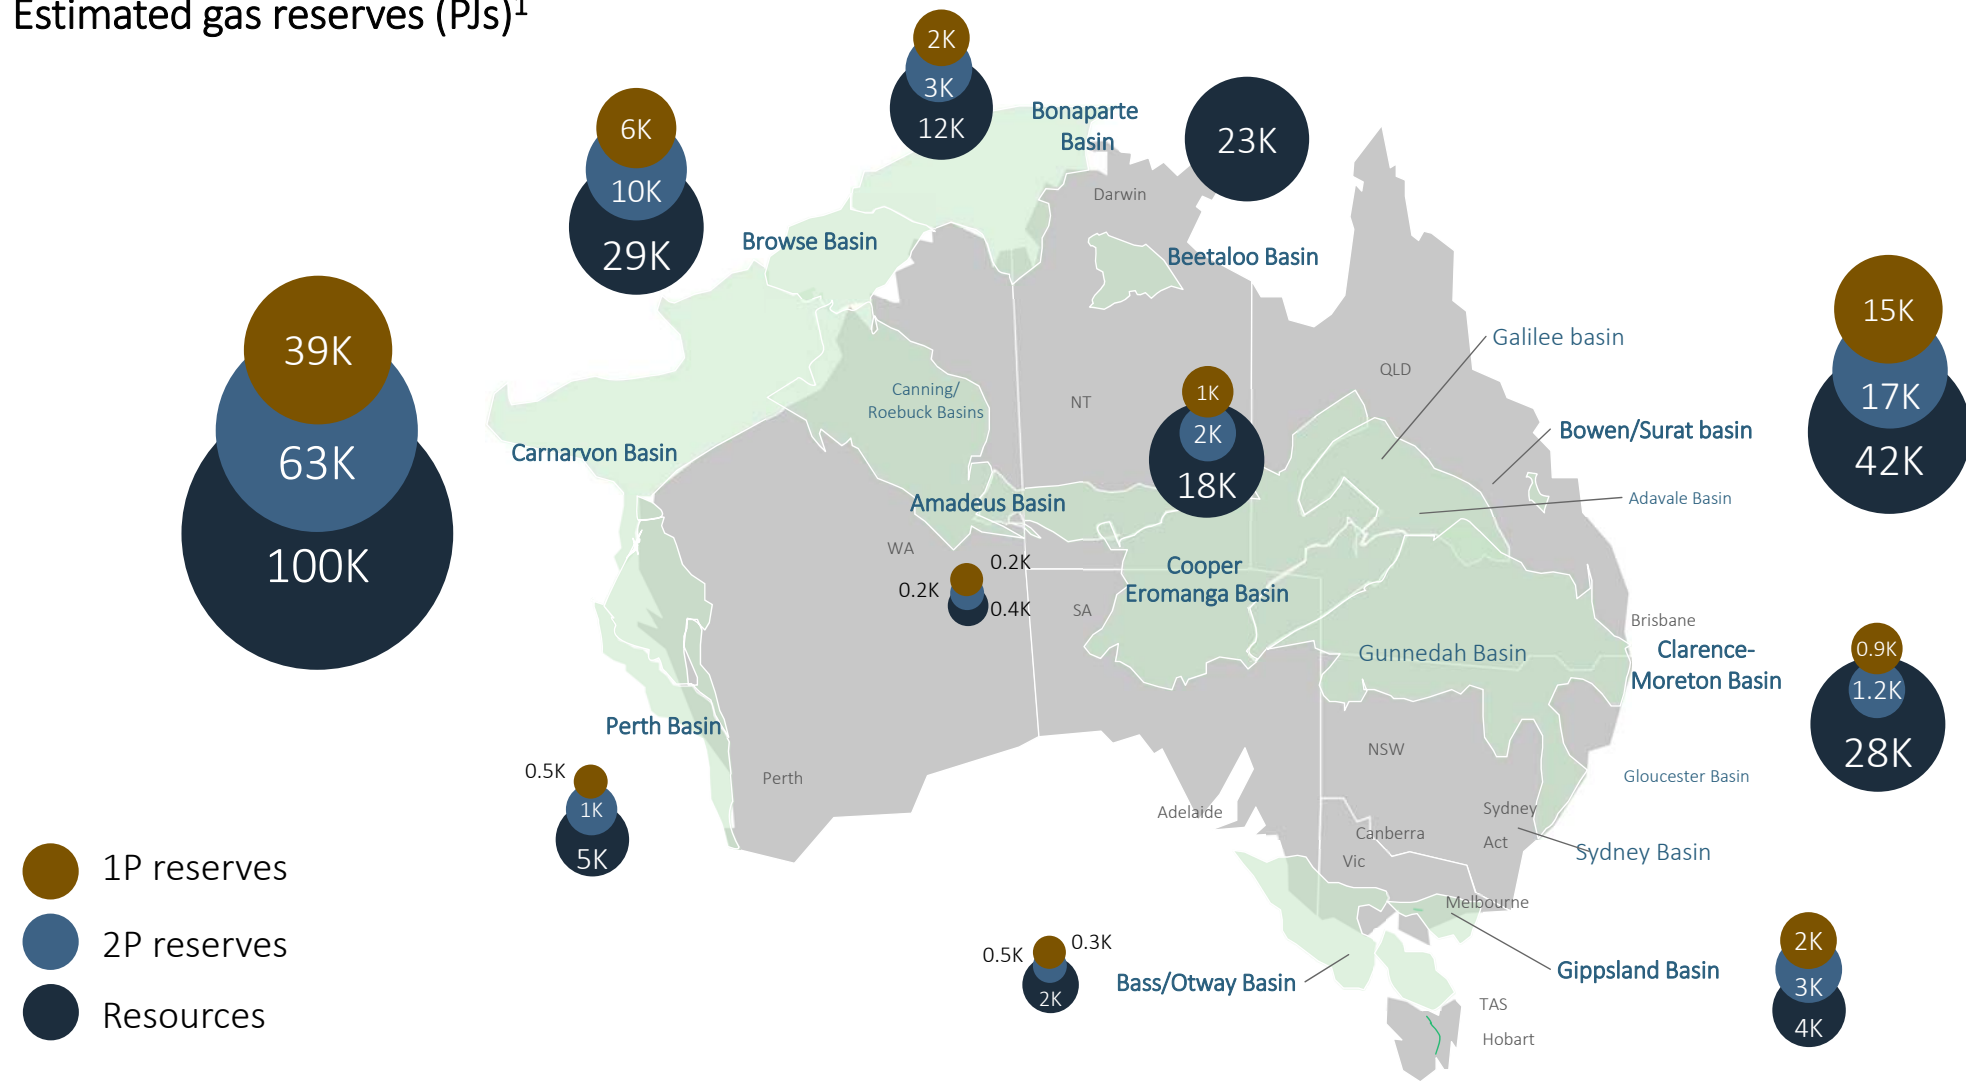 Estimated gas reserves (PJs)¹
2K
3K
12K
Bonaparte
Basin
23K
6K
10K
29K
Darwin
Browse Basin
Beetaloo Basin
39K
63K
100K
15K
17K
42K
Galilee basin
QLD
Canning/
Roebuck Basins
NT
1K
2K
18K
Bowen/Surat basin
Carnarvon Basin
Adavale Basin
Amadeus Basin
WA
0.2K
0.2K
0.4K
Cooper
Eromanga Basin
SA
Brisbane
Gunnedah Basin
Clarence-
Moreton Basin
0.9K
1.2K
28K
Perth Basin
NSW
Perth
0.5K
1K
5K
Gloucester Basin
Adelaide
Sydney
Canberra
Act
Vic
Sydney Basin
1P reserves
2P reserves
Resources
Melbourne
0.5K
0.3K
2K
Bass/Otway Basin
Gippsland Basin
2K
3K
4K
TAS
Hobart